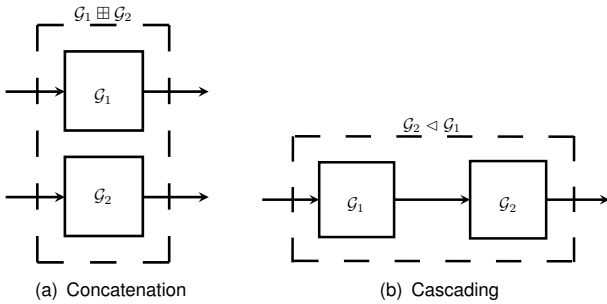 𝒢₁ ⊞ 𝒢₂
𝒢₁
𝒢₂
(a) Concatenation
𝒢₂ ◁ 𝒢₁
𝒢₁
𝒢₂
(b) Cascading